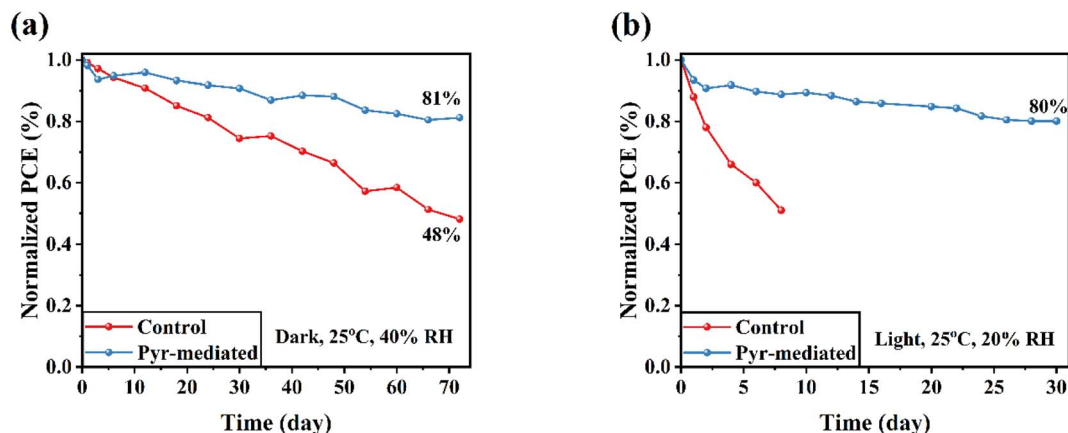 (a)
1.0
0.8
0.6
0.4
0.2
0.0
Normalized PCE (%)
81%
48%
Control
Pyr-mediated
Dark, 25°C, 40% RH
0 10 20 30 40 50 60 70
Time (day)
(b)
1.0
0.8
0.6
0.4
0.2
0.0
Normalized PCE (%)
80%
Control
Pyr-mediated
Light, 25°C, 20% RH
0 5 10 15 20 25 30
Time (day)